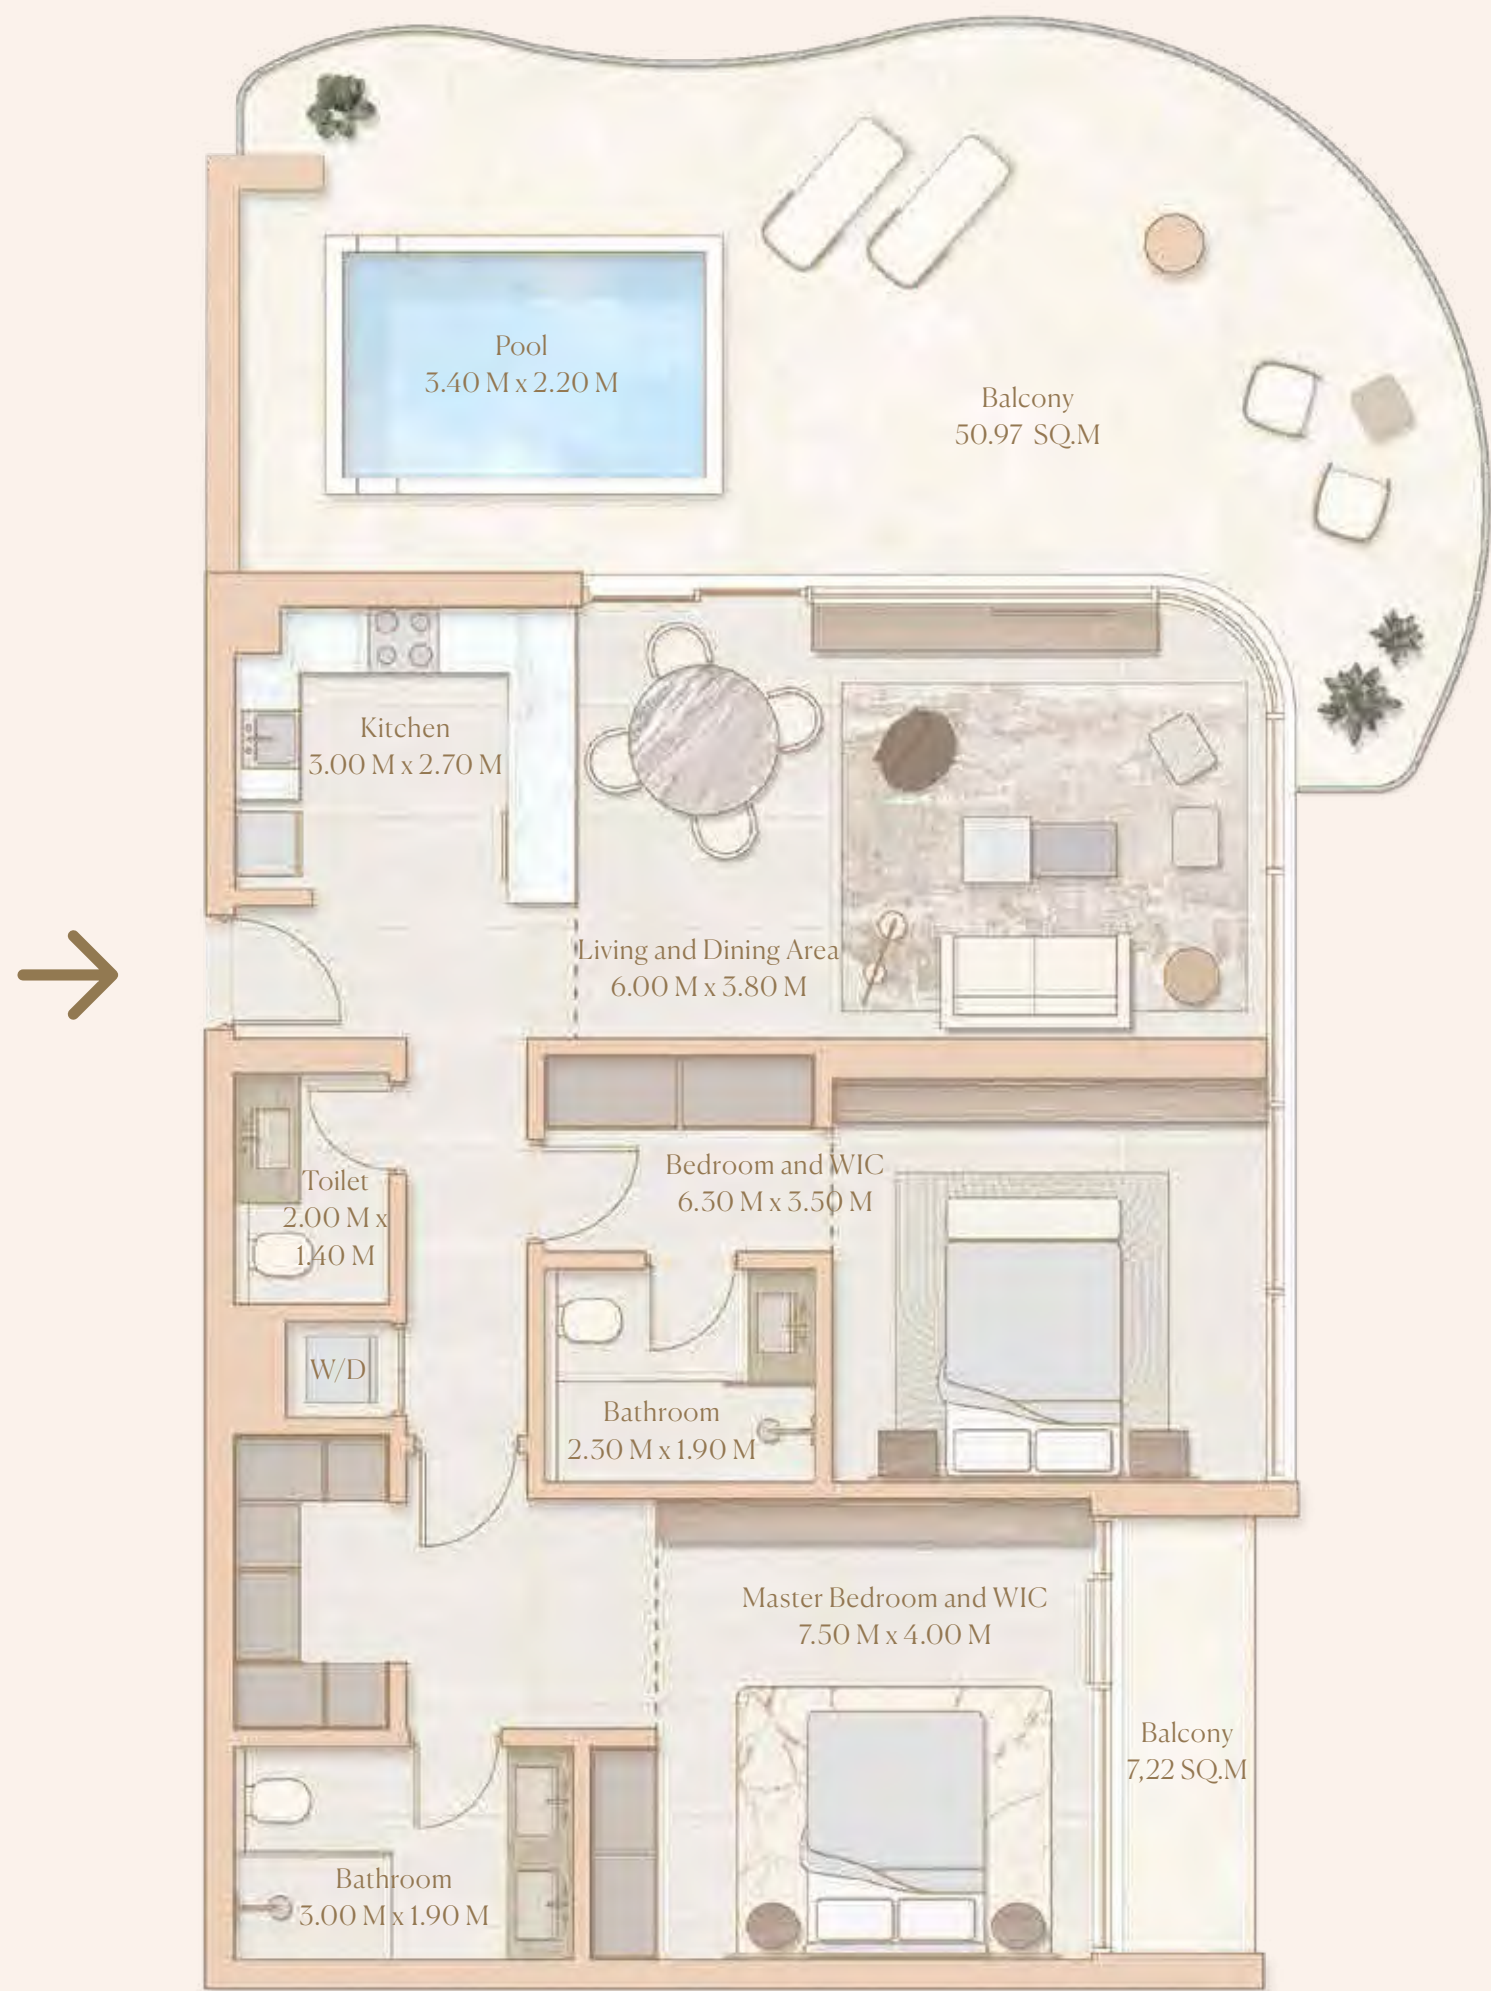 Pool
3.40 M x 2.20 M
Balcony
50.97 SQ.M
Kitchen
3.00 M x 2.70 M
Living and Dining Area
6.00 M x 3.80 M
Bedroom and WIC
6.30 M x 3.50 M
Toilet
2.00 M x
1.40 M
W/D
Bathroom
2.30 M x 1.90 M
Master Bedroom and WIC
7.50 M x 4.00 M
Balcony
7,22 SQ.M
Bathroom
3.00 M x 1.90 M